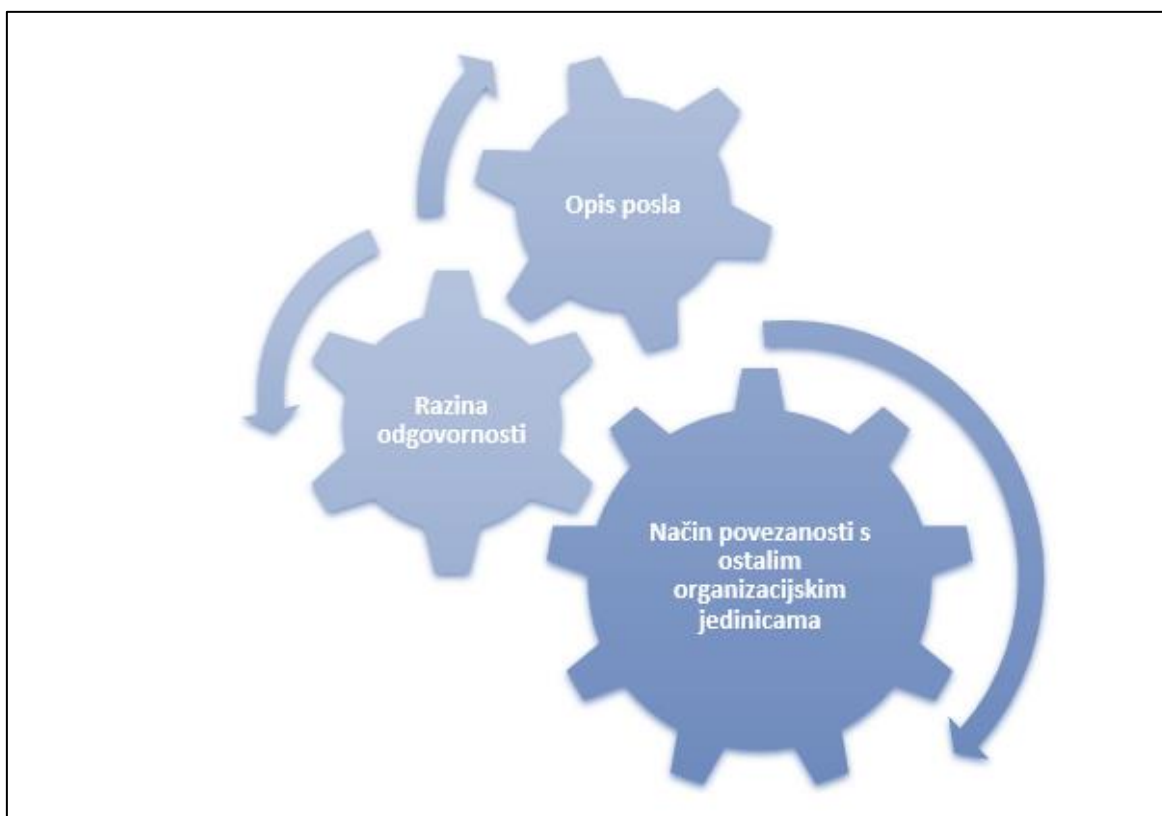 Opis posla
Razina
odgovornosti
Način povezanosti s
ostalim
organizacijskim
jedinicama